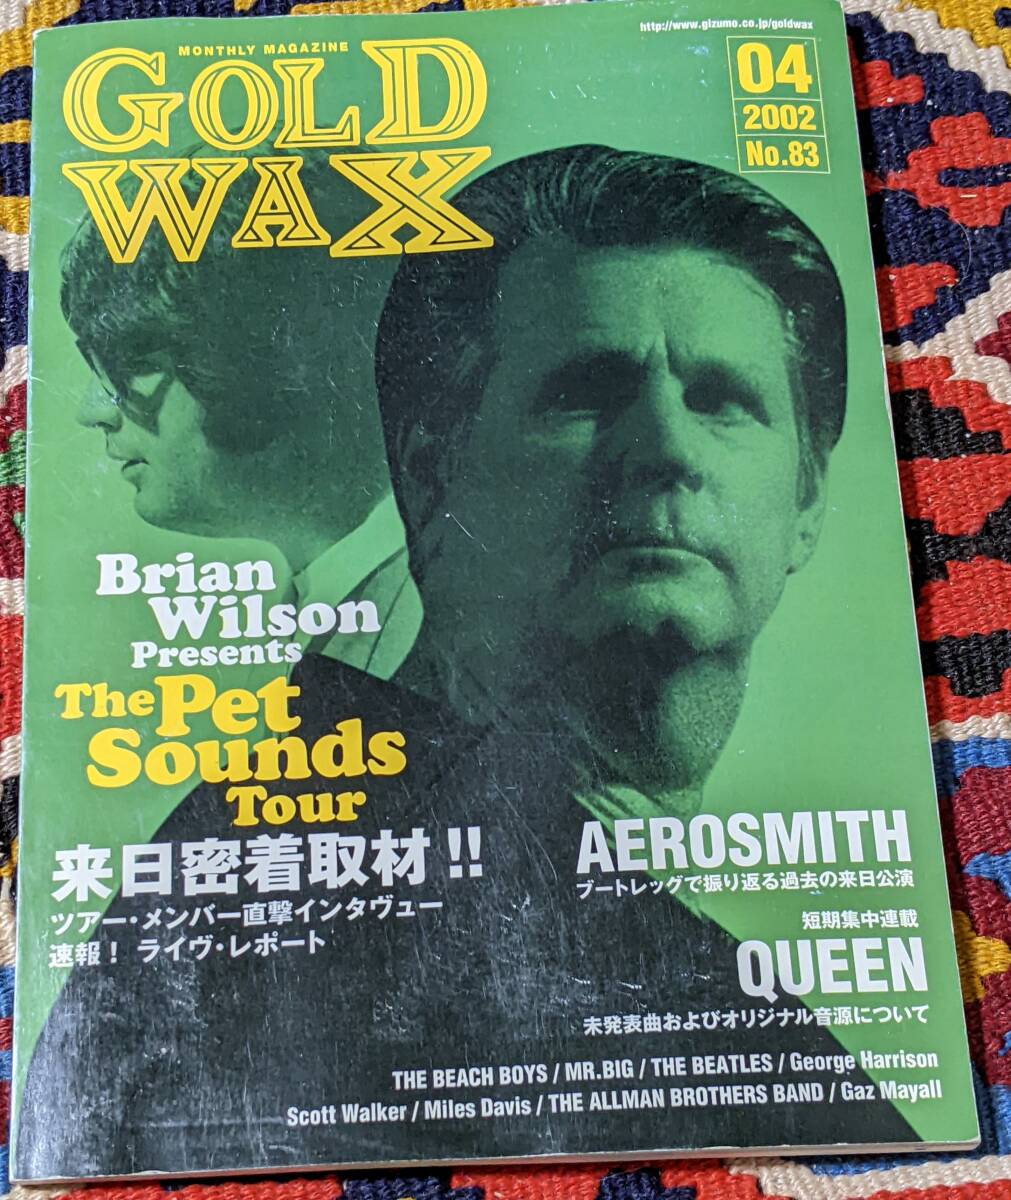 MONTHLY MAGAZINE
GOLD
WAX
http://www.gizumo.co.jp/goldwax
04
2002
No.83
Brian
Wilson
Presents
The Pet
Sounds
Tour
来日密着取材!!
ツアー・メンバー直撃インタヴュー
速報! ライヴ・レポート
AEROSMITH
ブートレッグで振り返る過去の来日公演
短期集中連載
QUEEN
未発表曲およびオリジナル音源について
THE BEACH BOYS / MR.BIG / THE BEATLES / George Harrison
Scott Walker / Miles Davis / THE ALLMAN BROTHERS BAND / Gaz Mayall